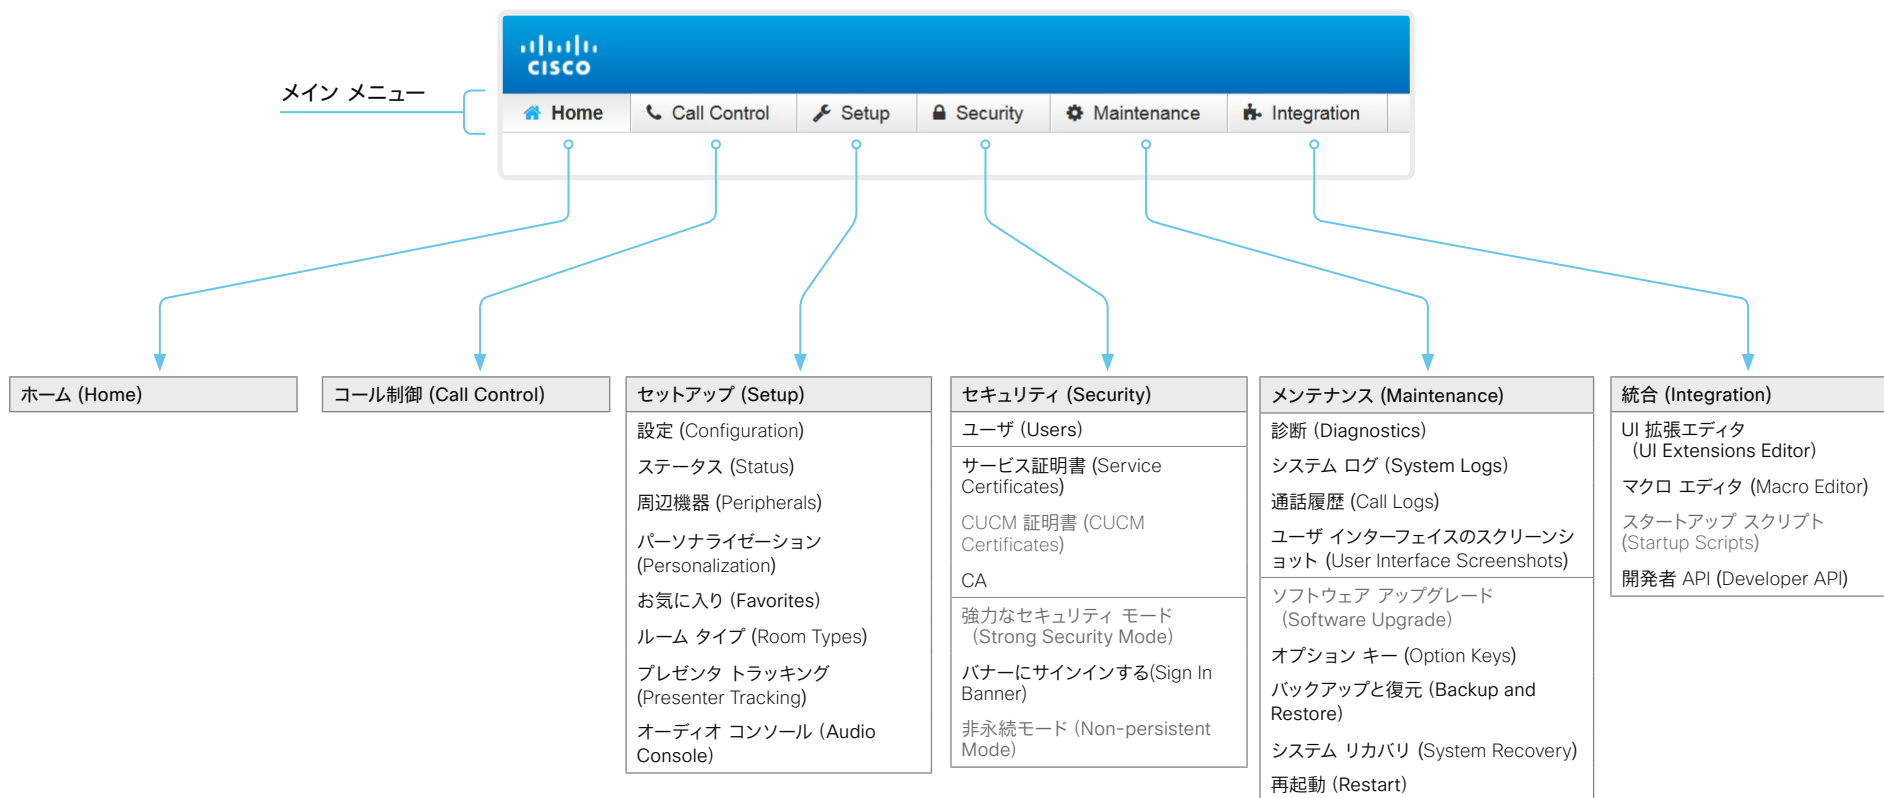 CISCO
メイン メニュー
Home
Call Control
Setup
Security
Maintenance
Integration
ホーム (Home)
コール制御 (Call Control)
セットアップ (Setup)
設定 (Configuration)
ステータス (Status)
周辺機器 (Peripherals)
パーソナライゼーション
(Personalization)
お気に入り (Favorites)
ルーム タイプ (Room Types)
プレゼンタ トラッキング
(Presenter Tracking)
オーディオ コンソール (Audio
Console)
セキュリティ (Security)
ユーザ (Users)
サービス証明書 (Service
Certificates)
CUCM 証明書 (CUCM
Certificates)
CA
強力なセキュリティ モード
(Strong Security Mode)
バナーにサインインする(Sign In
Banner)
非永続モード (Non-persistent
Mode)
メンテナンス (Maintenance)
診断 (Diagnostics)
システム ログ (System Logs)
通話履歴 (Call Logs)
ユーザ インターフェイスのスクリーンシ
ョット (User Interface Screenshots)
ソフトウェア アップグレード
(Software Upgrade)
オプション キー (Option Keys)
バックアップと復元 (Backup and
Restore)
システム リカバリ (System Recovery)
再起動 (Restart)
統合 (Integration)
UI 拡張エディタ
(UI Extensions Editor)
マクロ エディタ (Macro Editor)
スタートアップ スクリプト
(Startup Scripts)
開発者 API (Developer API)